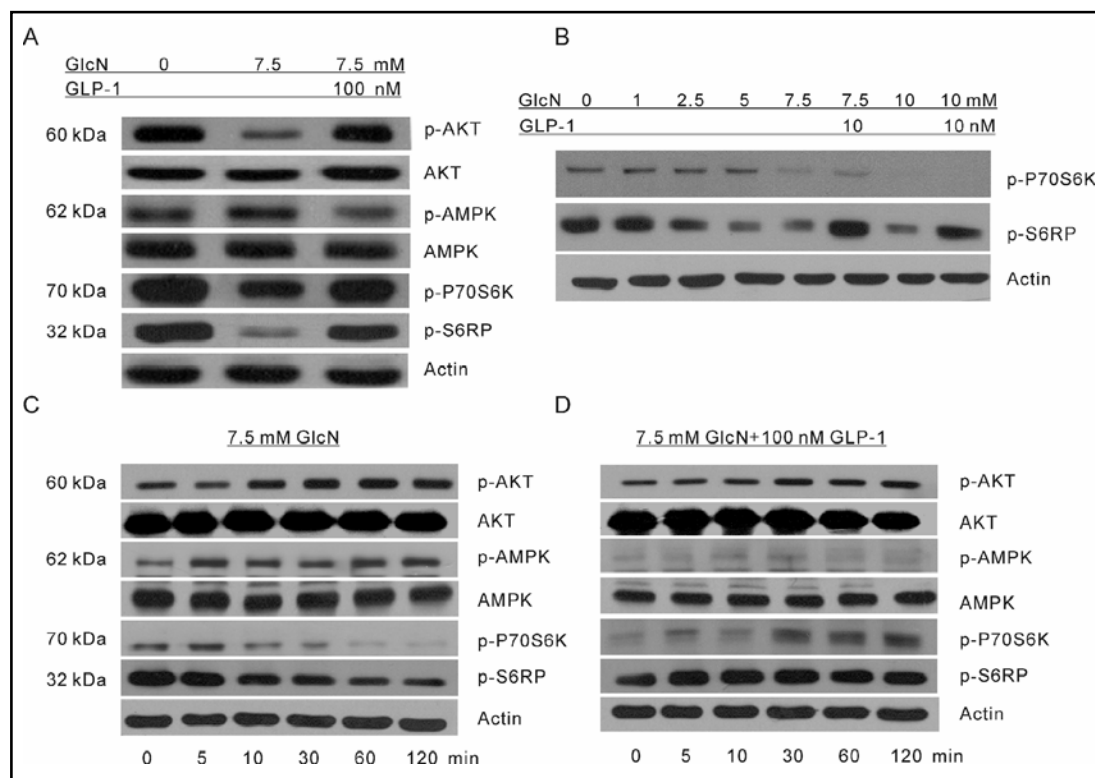 A
GlcN 0 7.5 7.5 mM
GLP-1 100 nM
60 kDa p-AKT
AKT
62 kDa p-AMPK
AMPK
70 kDa p-P70S6K
32 kDa p-S6RP
Actin
B
GlcN 0 1 2.5 5 7.5 7.5 10 10 mM
GLP-1 10 10 nM
p-P70S6K
p-S6RP
Actin
C
7.5 mM GlcN
60 kDa p-AKT
AKT
62 kDa p-AMPK
AMPK
70 kDa p-P70S6K
32 kDa p-S6RP
Actin
0 5 10 30 60 120 min
D
7.5 mM GlcN+100 nM GLP-1
p-AKT
AKT
p-AMPK
AMPK
p-P70S6K
p-S6RP
Actin
0 5 10 30 60 120 min